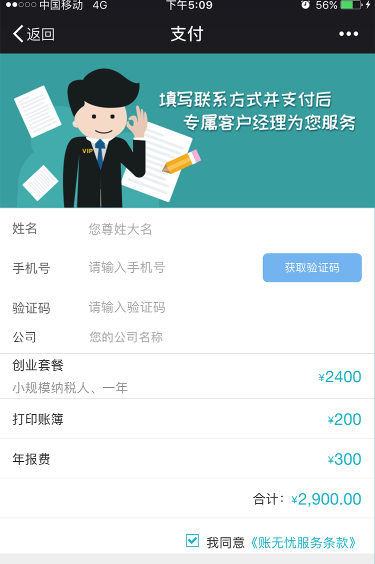 中国移动 4G 下午5:09 56%
返回 支付
填写联系方式并支付后
专属客户经理为您服务
VIP
姓名 您尊姓大名
手机号 请输入手机号 获取验证码
验证码 请输入验证码
公司 您的公司名称
创业套餐
小规模纳税人、一年 ¥2400
打印账簿 ¥200
年报费 ¥300
合计: ¥2,900.00
我同意《账无忧服务条款》